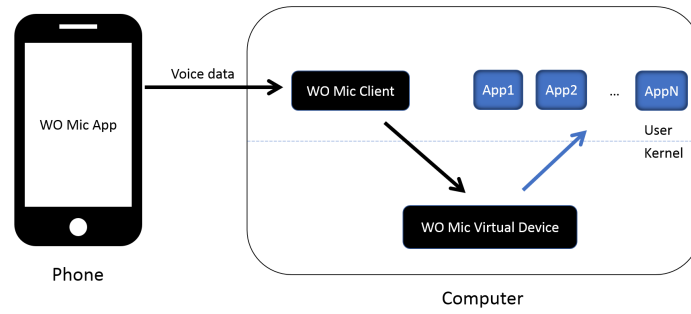 Voice data
WO Mic App
WO Mic Client
App1
App2
...
AppN
User
Kernel
WO Mic Virtual Device
Phone
Computer